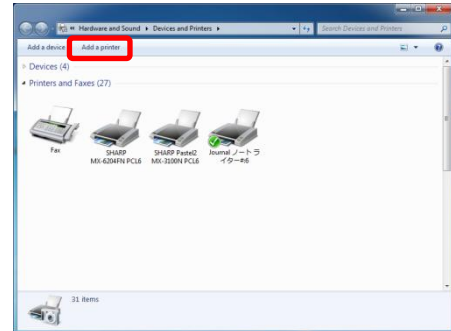 Hardware and Sound ▸ Devices and Printers
Search Devices and Printers
Add a device
Add a printer
Devices (4)
Printers and Faxes (27)
Fax
SHARP
MX-6204FN PCL6
SHARP Pastel2
MX-3100N PCL6
Journal ノートラ
イター#6
31 items